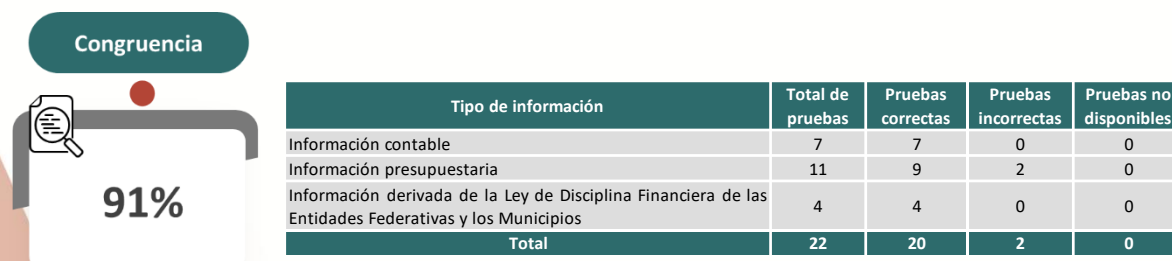 Congruencia
91%
Tipo de información Total de pruebas Pruebas correctas Pruebas incorrectas Pruebas no disponibles
Información contable 7 7 0 0
Información presupuestaria 11 9 2 0
Información derivada de la Ley de Disciplina Financiera de las
Entidades Federativas y los Municipios 4 4 0 0
Total 22 20 2 0